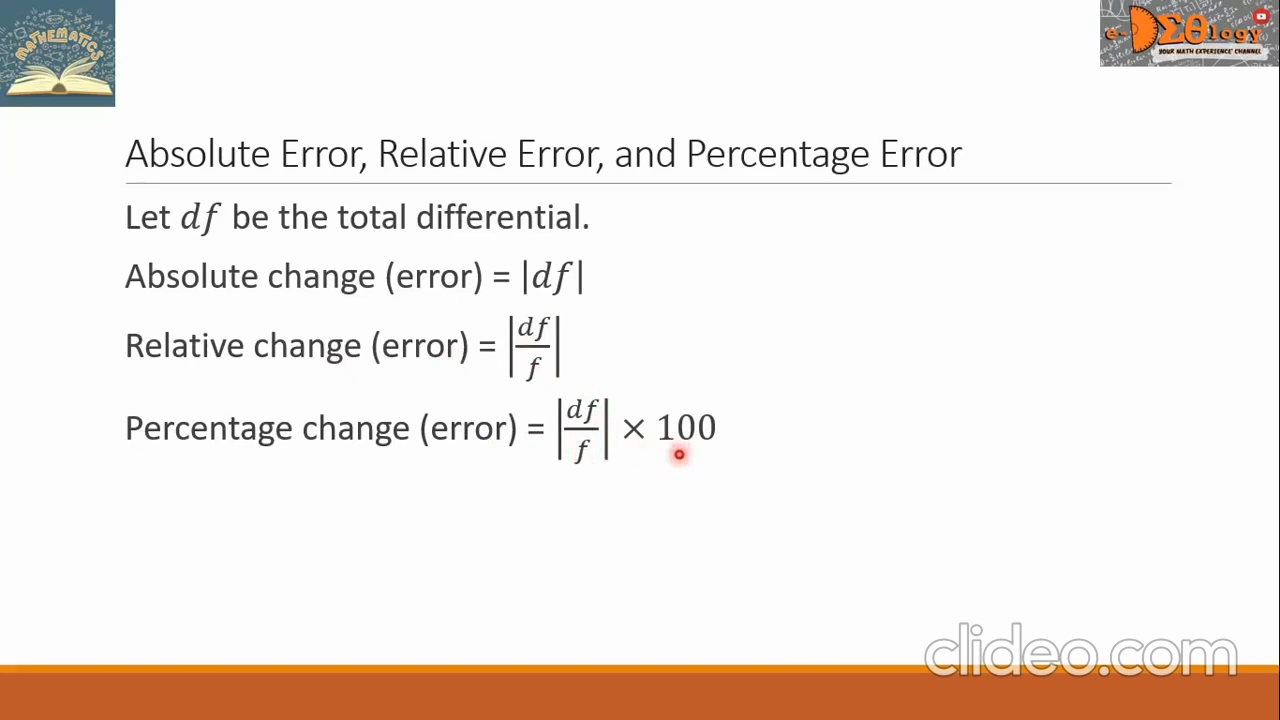 MATHEMATICS
e-DΣθlogy
YOUR MATH EXPERIENCE CHANNEL
Absolute Error, Relative Error, and Percentage Error
Let df be the total differential.
Absolute change (error) = |df|
Relative change (error) = |df/f|
Percentage change (error) = |df/f| × 100
clideo.com